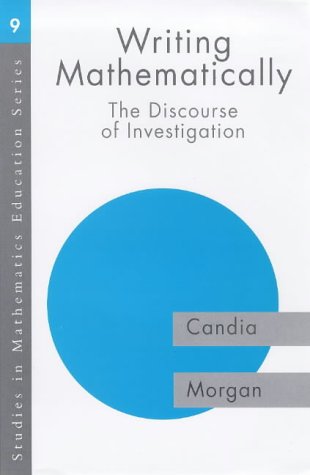 9
Studies in Mathematics Education Series
Writing
Mathematically
The Discourse
of Investigation
Candia
Morgan